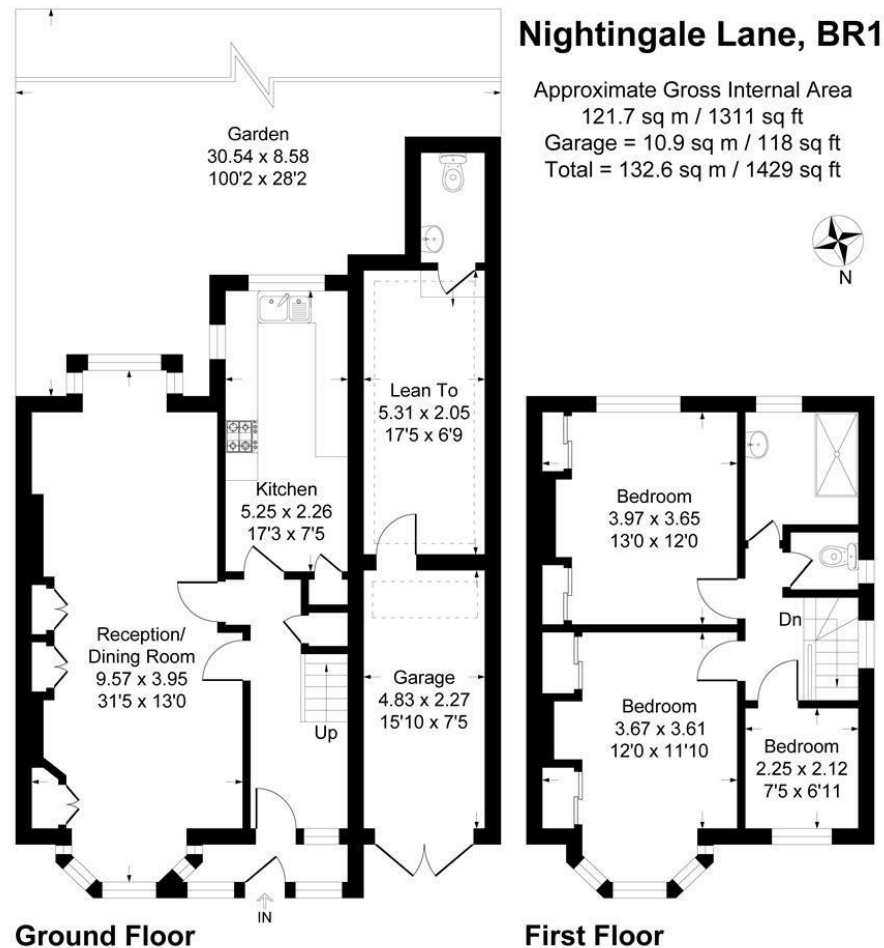 Nightingale Lane, BR1
Approximate Gross Internal Area
121.7 sq m / 1311 sq ft
Garage = 10.9 sq m / 118 sq ft
Total = 132.6 sq m / 1429 sq ft
N
Garden
30.54 x 8.58
100'2 x 28'2
Lean To
5.31 x 2.05
17'5 x 6'9
Kitchen
5.25 x 2.26
17'3 x 7'5
Reception/
Dining Room
9.57 x 3.95
31'5 x 13'0
Up
Garage
4.83 x 2.27
15'10 x 7'5
IN
Ground Floor
Bedroom
3.97 x 3.65
13'0 x 12'0
Dn
Bedroom
3.67 x 3.61
12'0 x 11'10
Bedroom
2.25 x 2.12
7'5 x 6'11
First Floor